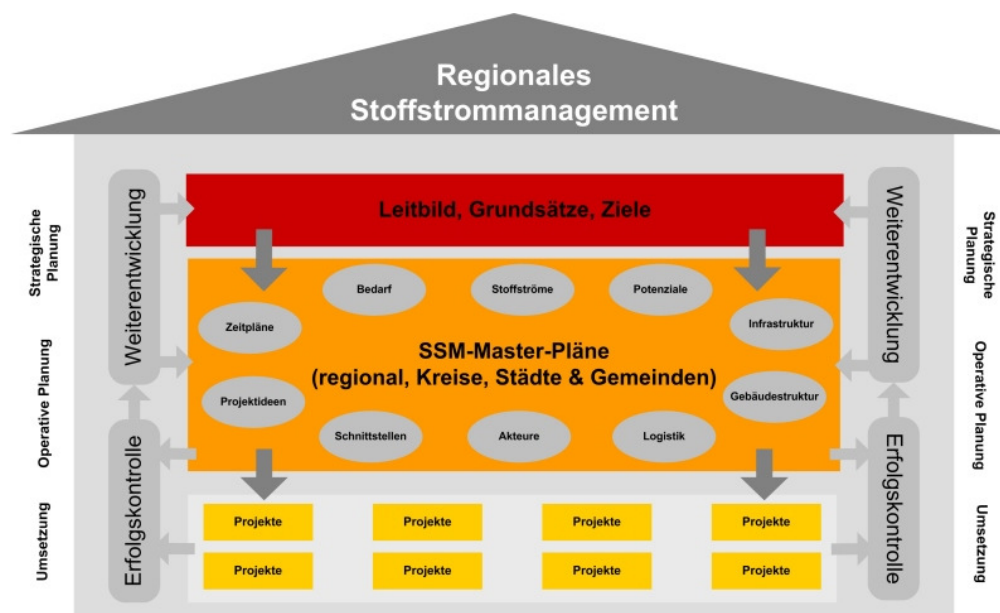 Regionales
Stoffstrommanagement
Strategische
Planung
Operative Planung
Umsetzung
Weiterentwicklung
Erfolgskontrolle
Leitbild, Grundsätze, Ziele
Bedarf
Stoffströme
Potenziale
Zeitpläne
Infrastruktur
SSM-Master-Pläne
(regional, Kreise, Städte & Gemeinden)
Projektideen
Gebäudestruktur
Schnittstellen
Akteure
Logistik
Projekte
Projekte
Projekte
Projekte
Projekte
Projekte
Projekte
Projekte
Weiterentwicklung
Erfolgskontrolle
Strategische
Planung
Operative Planung
Umsetzung